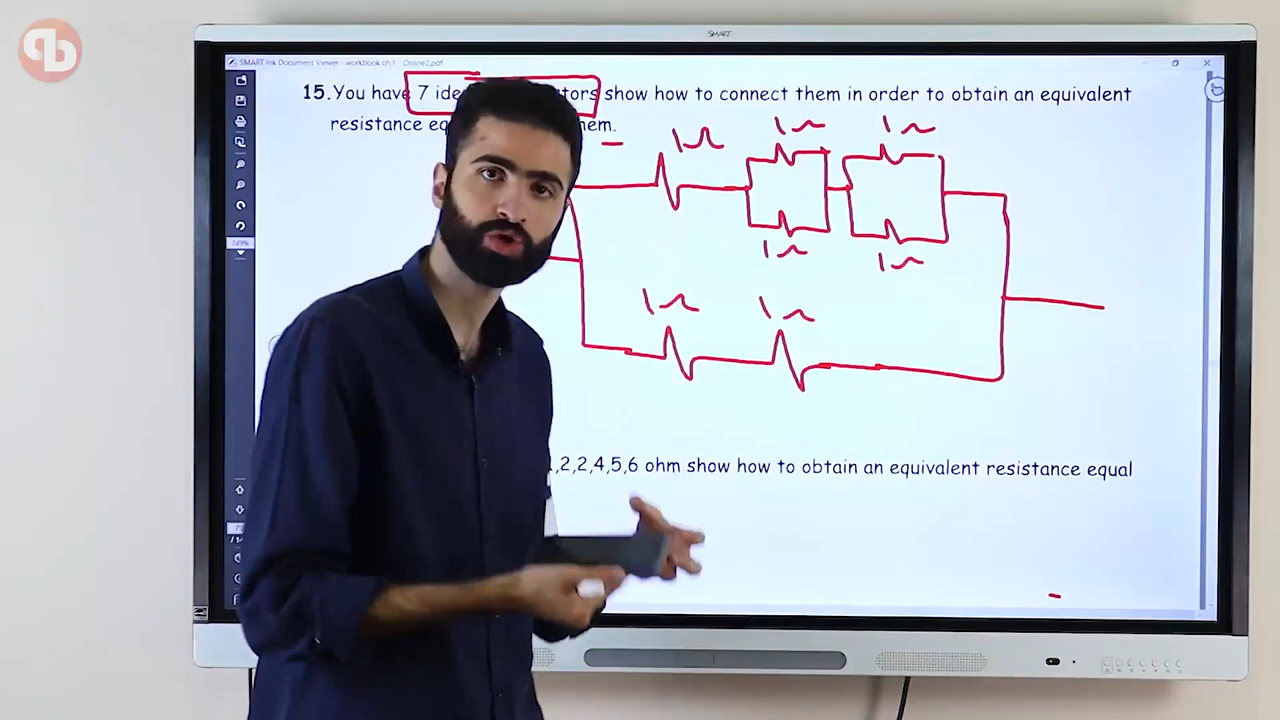 qb
SMART
SMART Ink Document Viewer - workbook ch.1 Online2.pdf
15.You have 7 ide tors show how to connect them in order to obtain an equivalent
resistance eq hem.
1Ω 1Ω 1Ω
1Ω 1Ω
1Ω 1Ω
1,2,2,4,5,6 ohm show how to obtain an equivalent resistance equal